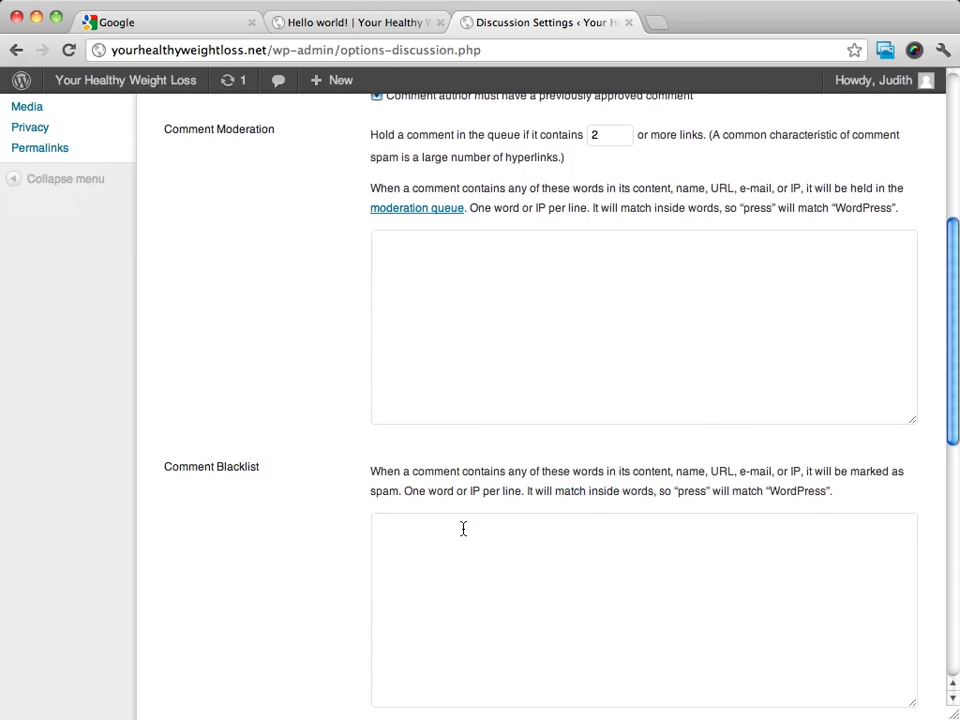 Google
Hello world! | Your Healthy W
Discussion Settings < Your H
yourhealthyweightloss.net/wp-admin/options-discussion.php
Your Healthy Weight Loss 1 New Howdy, Judith
Media
Privacy
Permalinks
Collapse menu
Comment author must have a previously approved comment
Comment Moderation
Hold a comment in the queue if it contains 2 or more links. (A common characteristic of comment
spam is a large number of hyperlinks.)
When a comment contains any of these words in its content, name, URL, e-mail, or IP, it will be held in the
moderation queue. One word or IP per line. It will match inside words, so “press” will match “WordPress”.
Comment Blacklist
When a comment contains any of these words in its content, name, URL, e-mail, or IP, it will be marked as
spam. One word or IP per line. It will match inside words, so “press” will match “WordPress”.